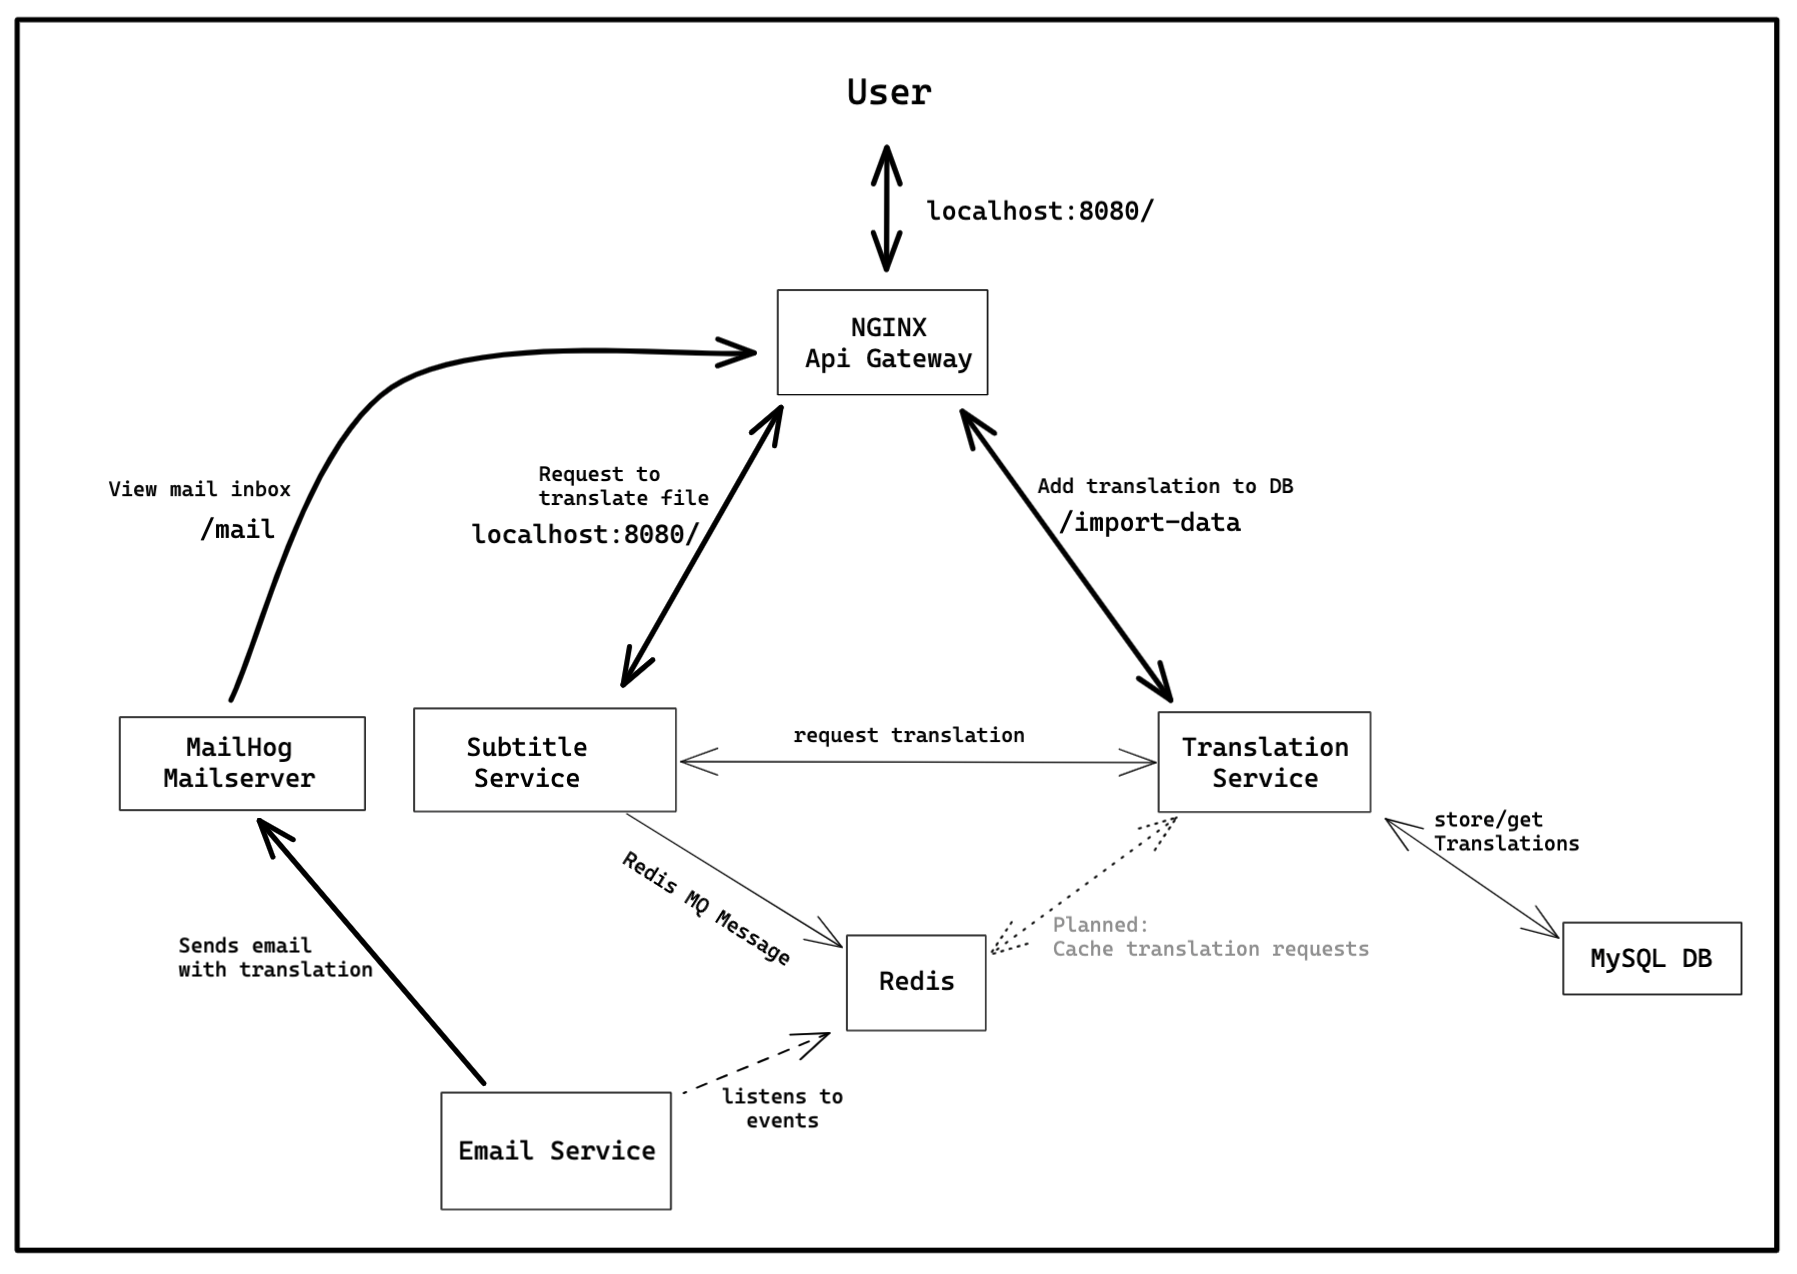 User
localhost:8080/
NGINX
Api Gateway
View mail inbox
/mail
Request to
translate file
localhost:8080/
Add translation to DB
/import-data
MailHog
Mailserver
Subtitle
Service
request translation
Translation
Service
store/get
Translations
Redis MQ Message
Planned:
Cache translation requests
Sends email
with translation
Redis
MySQL DB
listens to
events
Email Service